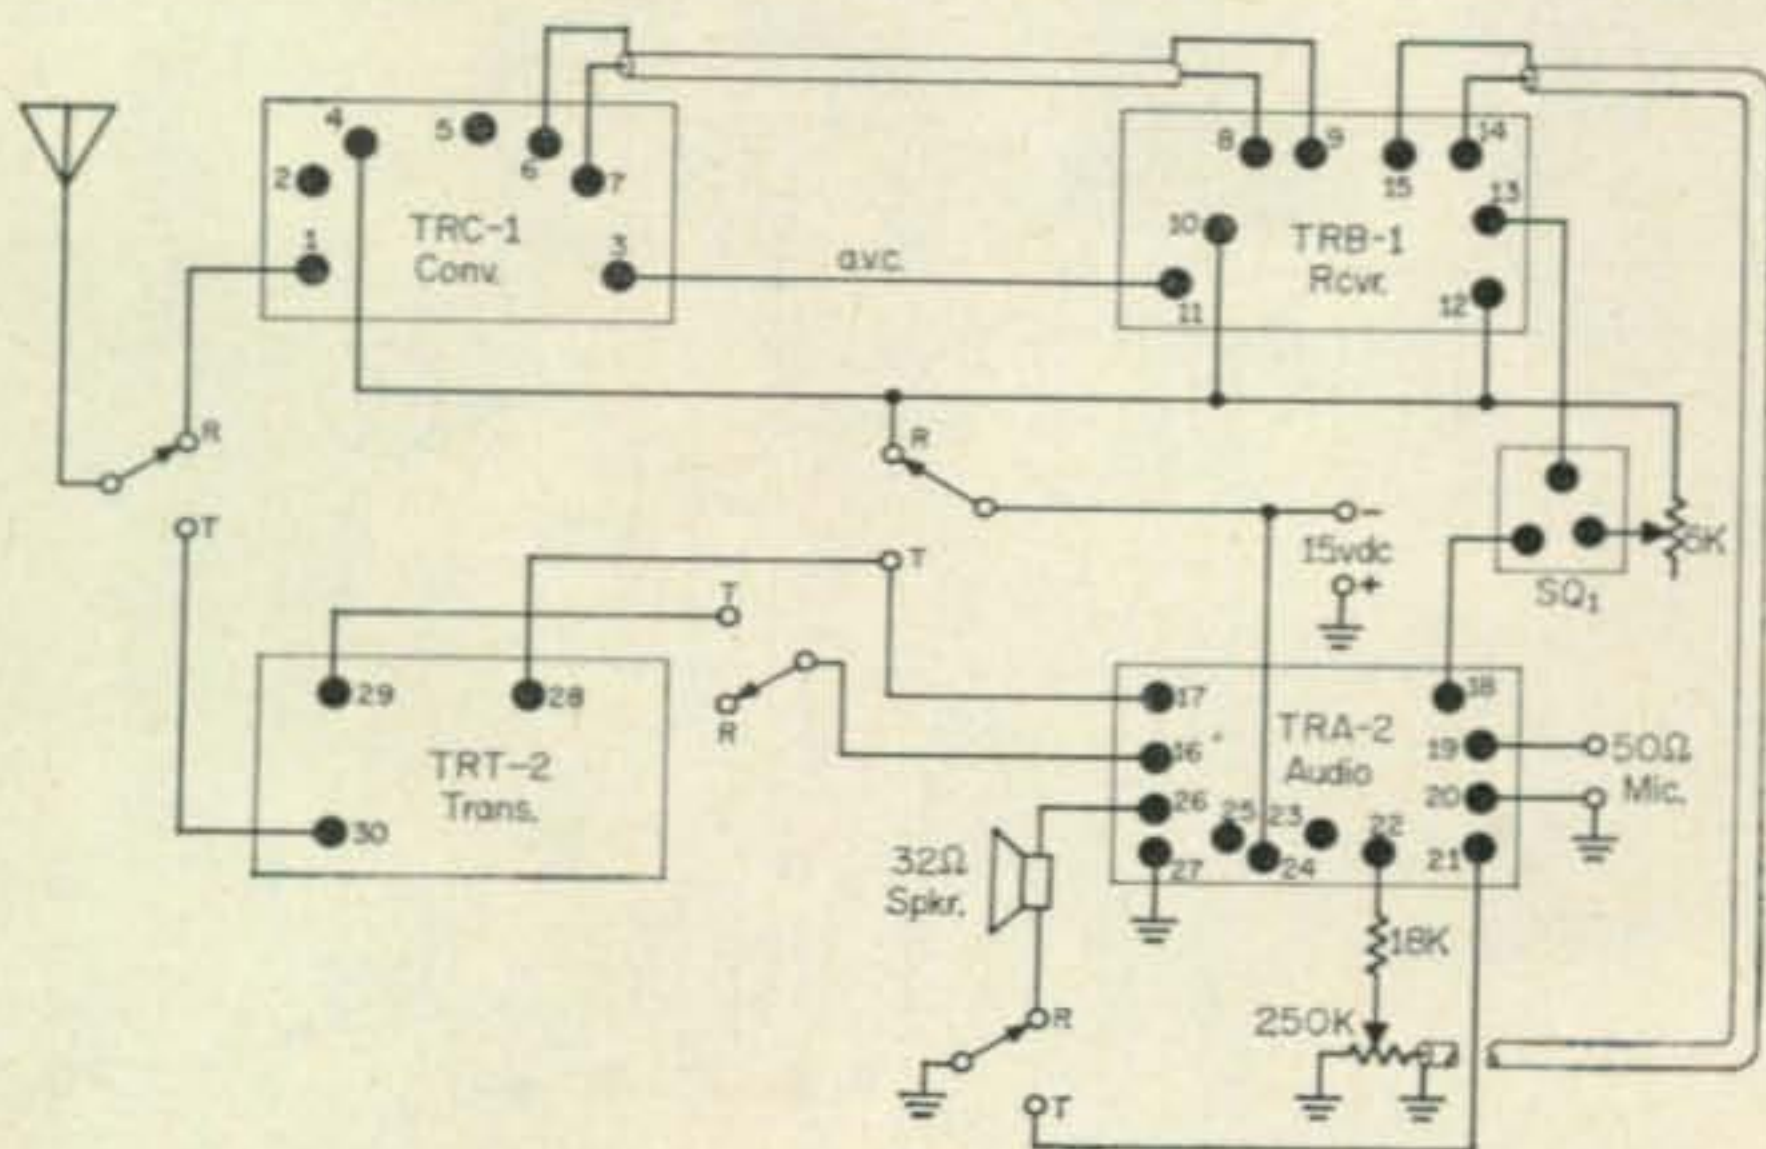 4
5
6
7
2
1
3
TRC-1
Conv.
a.v.c.
8
9
15
14
13
10
11
12
TRB-1
Rcvr.
R
T
R
T
-
15vdc
+
5K
SQ1
T
R
29
28
TRT-2
Trans.
30
17
16
26
27
25
23
24
22
18
19
20
21
TRA-2
Audio
50Ω
Mic.
32Ω
Spkr.
18K
250K
R
T